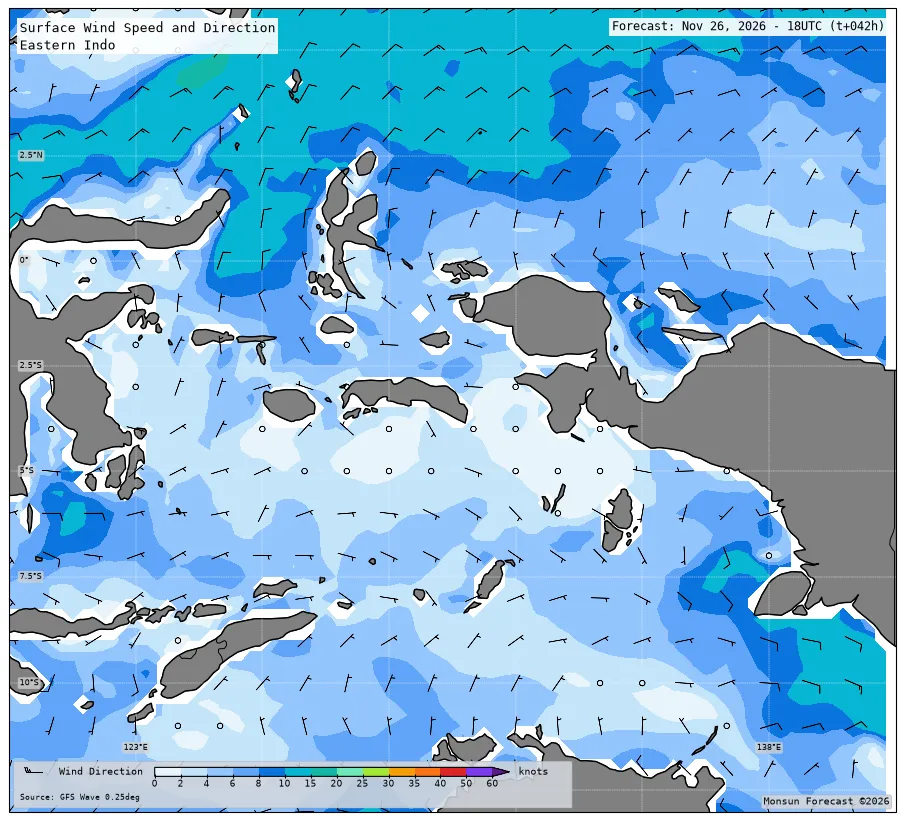 Surface Wind Speed and Direction
Eastern Indo
Forecast: Nov 26, 2026 - 18UTC (t+042h)
2.5°N
0°
2.5°S
5°S
7.5°S
10°S
123°E
138°E
Wind Direction
0 2 4 6 8 10 15 20 25 30 35 40 50 60
knots
Source: GFS Wave 0.25deg
Monsun Forecast ©2026